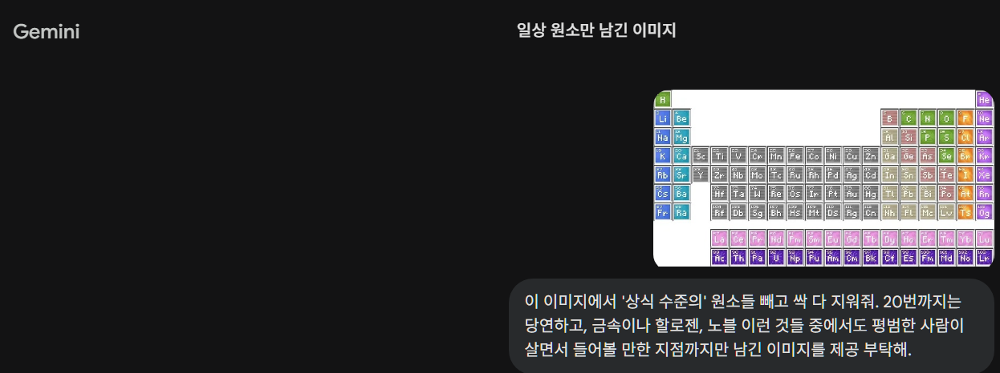 Gemini
일상 원소만 남긴 이미지
H He
Li Be B C N O F Ne
Na Mg Al Si P S Cl Ar
K Ca Sc Ti V Cr Mn Fe Co Ni Cu Zn Ga Ge As Se Br Kr
Rb Sr Y Zr Nb Mo Tc Ru Rh Pd Ag Cd In Sn Sb Te I Xe
Cs Ba Hf Ta W Re Os Ir Pt Au Hg Tl Pb Bi Po At Rn
Fr Ra Rf Db Sg Bh Hs Mt Ds Rg Cn Nh Fl Mc Lv Ts Og
La Ce Pr Nd Pm Sm Eu Gd Tb Dy Ho Er Tm Yb Lu
Ac Th Pa U Np Pu Am Cm Bk Cf Es Fm Md No Lr
이 이미지에서 '상식 수준의' 원소들 빼고 싹 다 지워줘. 20번까지는
당연하고, 금속이나 할로젠, 노블 이런 것들 중에서도 평범한 사람이
살면서 들어볼 만한 지점까지만 남긴 이미지를 제공 부탁해.